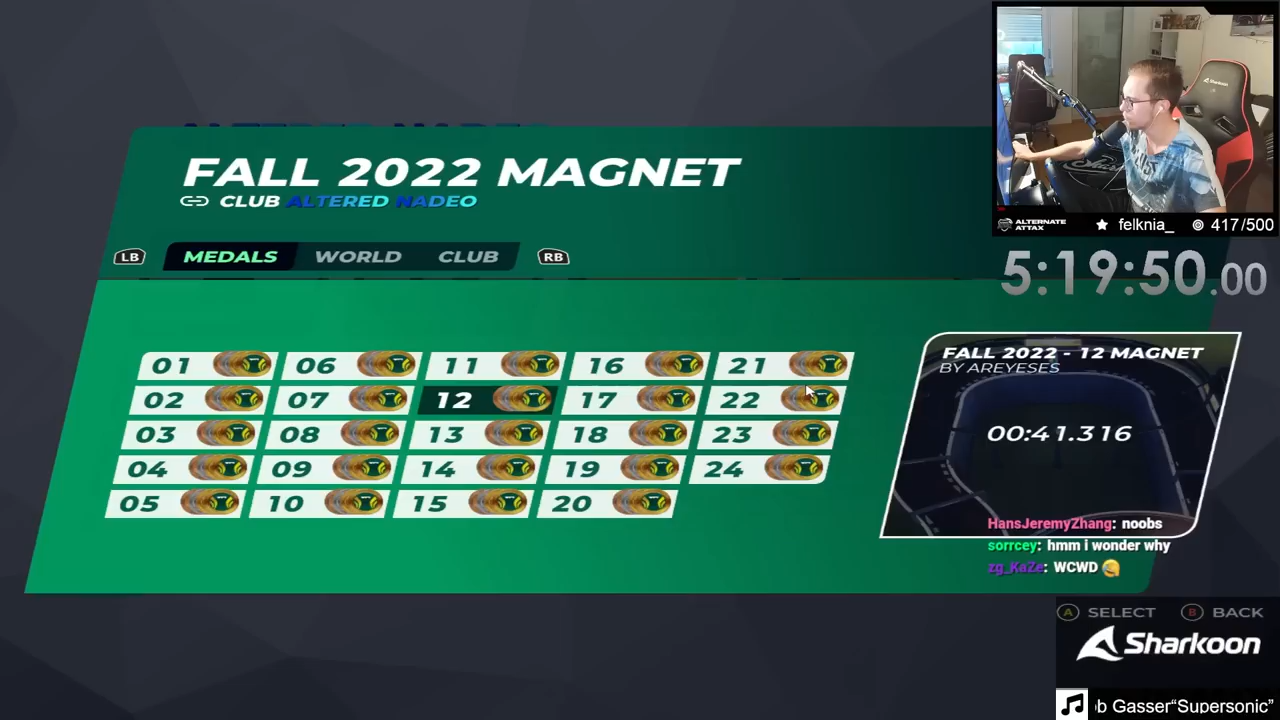 FALL 2022 MAGNET
CLUB ALTERED NADEO
LB MEDALS WORLD CLUB RB
01 06 11 16 21
02 07 12 17 22
03 08 13 18 23
04 09 14 19 24
05 10 15 20
Sharkoon
ALTERNATE ATTAX felknia_ 417/500
5:19:50.00
FALL 2022 - 12 MAGNET
BY AREYESES
00:41.316
HansJeremyZhang: noobs
sorrcey: hmm i wonder why
zg_KaZe: WCWD
A SELECT B BACK
Sharkoon
b Gasser“Supersonic”